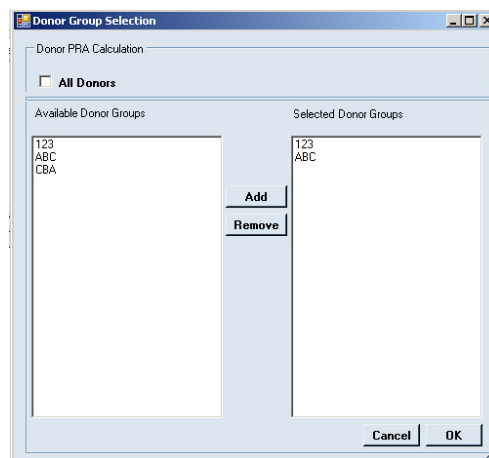 Donor Group Selection
Donor PRA Calculation
All Donors
Available Donor Groups
Selected Donor Groups
123
ABC
CBA
123
ABC
Add
Remove
Cancel
OK